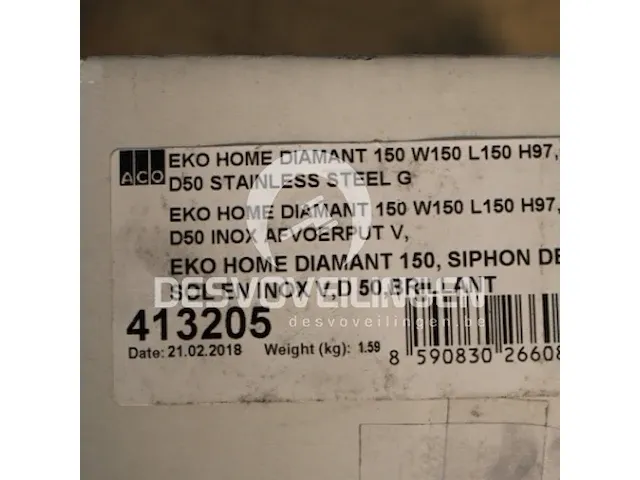 ACO
EKO HOME DIAMANT 150 W150 L150 H97,
D50 STAINLESS STEEL G
EKO HOME DIAMANT 150 W150 L150 H97,
D50 INOX AFVOERPUT V,
EKO HOME DIAMANT 150, SIPHON DE
SOL EN INOX V,D 50,BRILLANT
DESVOVEILINGEN
desvoveilingen.be
413205
Date: 21.02.2018 Weight (kg): 1.59
8 590830 26608